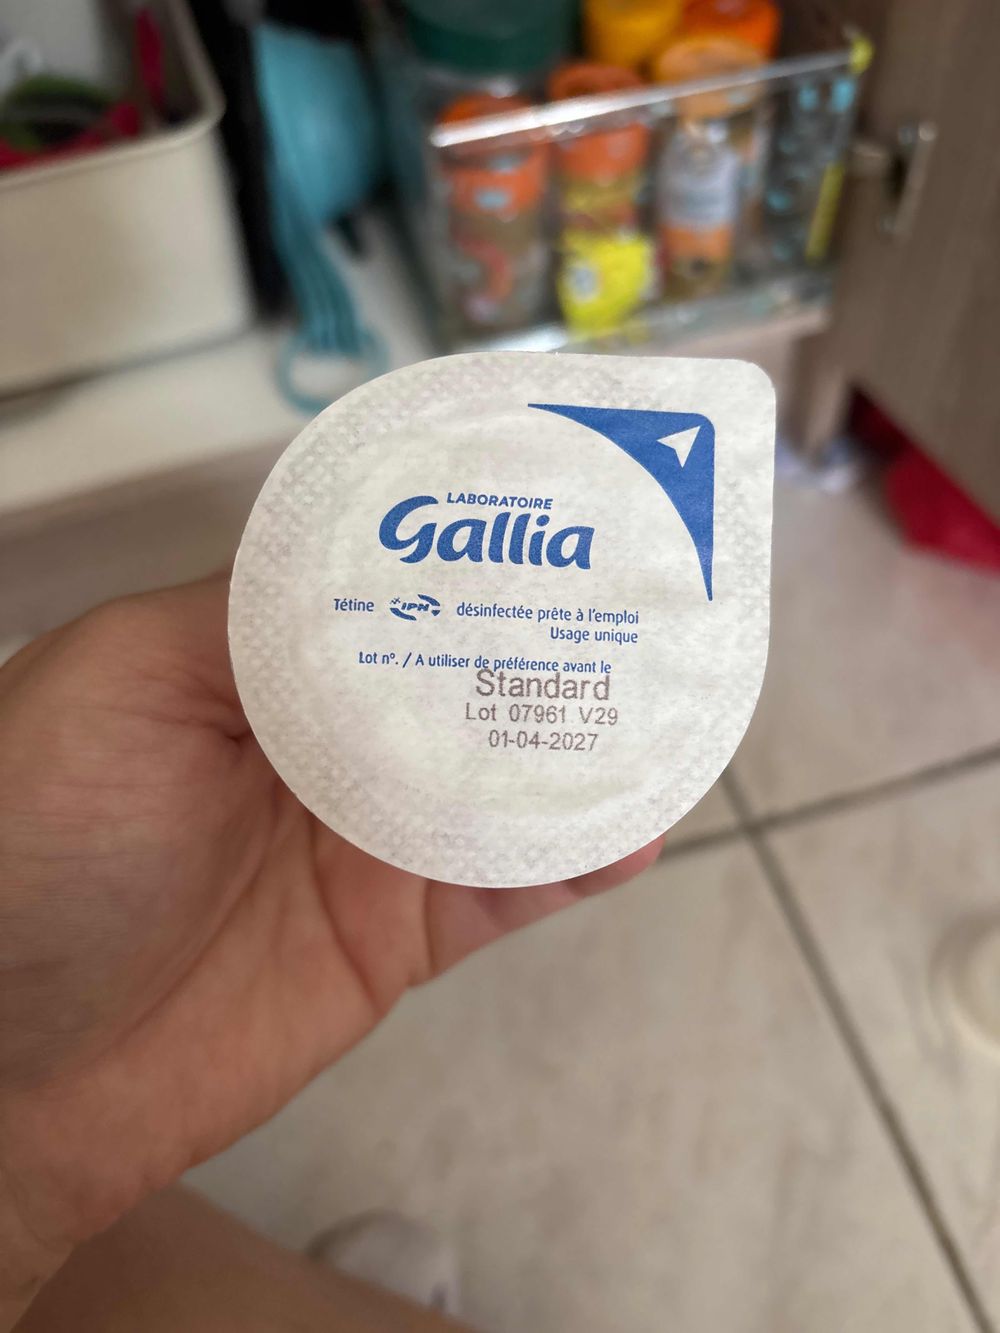 LABORATOIRE
Gallia
Tétine IPN désinfectée prête à l'emploi
Usage unique
Lot nº. / A utiliser de préférence avant le
Standard
Lot 07961 V29
01-04-2027